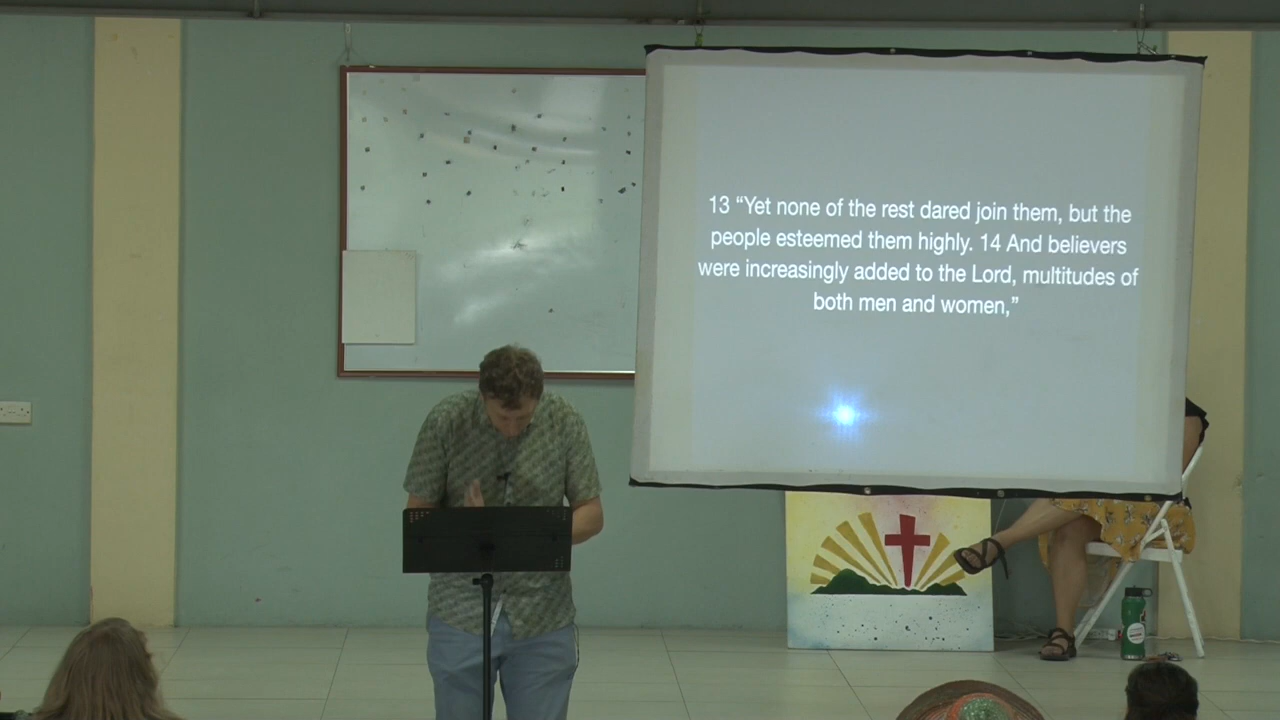 13 “Yet none of the rest dared join them, but the
people esteemed them highly. 14 And believers
were increasingly added to the Lord, multitudes of
both men and women,”